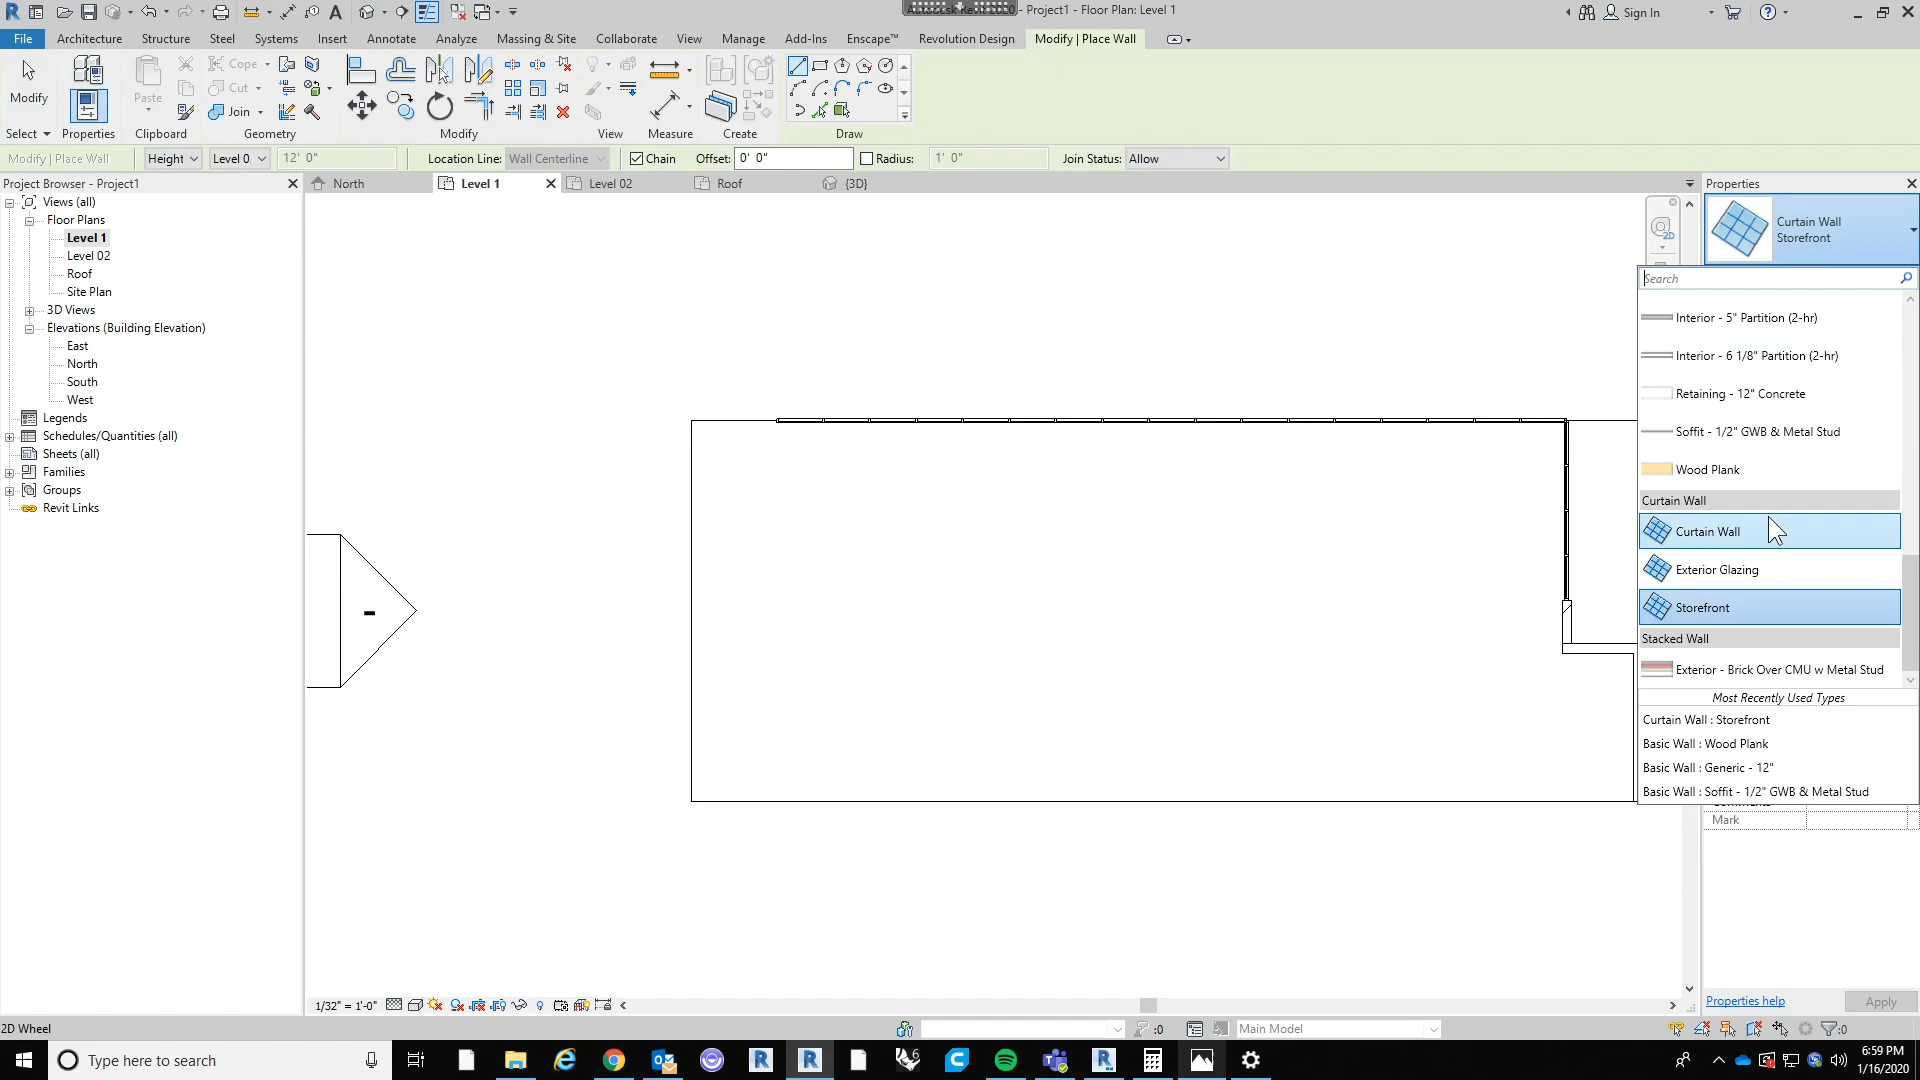 - Project1 - Floor Plan: Level 1
Sign In
File
Architecture
Structure
Steel
Systems
Insert
Annotate
Analyze
Massing & Site
Collaborate
View
Manage
Add-Ins
Enscape™
Revolution Design
Modify | Place Wall
Modify
Select
Properties
Paste
Clipboard
Cope
Cut
Join
Geometry
Modify
View
Measure
Create
Draw
Modify | Place Wall
Height
Level 0
12' 0"
Location Line:
Wall Centerline
Chain
Offset:
0' 0"
Radius:
1' 0"
Join Status:
Allow
Project Browser - Project1
North
Level 1
Level 02
Roof
{3D}
Properties
Views (all)
Floor Plans
Level 1
Level 02
Roof
Site Plan
3D Views
Elevations (Building Elevation)
East
North
South
West
Legends
Schedules/Quantities (all)
Sheets (all)
Families
Groups
Revit Links
2D
Curtain Wall
Storefront
Search
Interior - 5" Partition (2-hr)
Interior - 6 1/8" Partition (2-hr)
Retaining - 12" Concrete
Soffit - 1/2" GWB & Metal Stud
Wood Plank
Curtain Wall
Curtain Wall
Exterior Glazing
Storefront
Stacked Wall
Exterior - Brick Over CMU w Metal Stud
Most Recently Used Types
Curtain Wall : Storefront
Basic Wall : Wood Plank
Basic Wall : Generic - 12"
Basic Wall : Soffit - 1/2" GWB & Metal Stud
Mark
Properties help
Apply
1/32" = 1'-0"
2D Wheel
:0
Main Model
:0
Type here to search
6:59 PM
1/16/2020